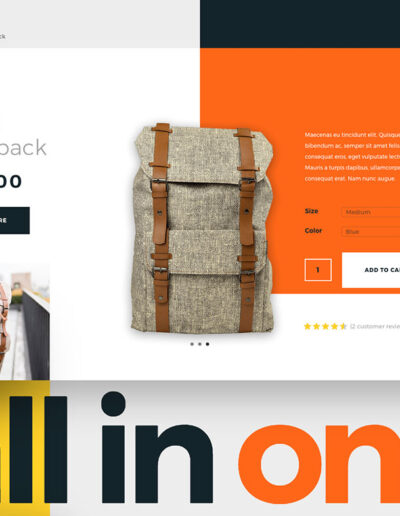 ck
pack
00
RE
Maecenas eu tincidunt elit. Quisque
bibendum ac, semper sit amet felis
consequat eros, eget vulputate lect
Mauris a turpis dapibus, ullamcorpe
consequat erat. Nam nunc augue.
Size Medium
Color Blue
1 ADD TO CA
(2 customer revie
all in on